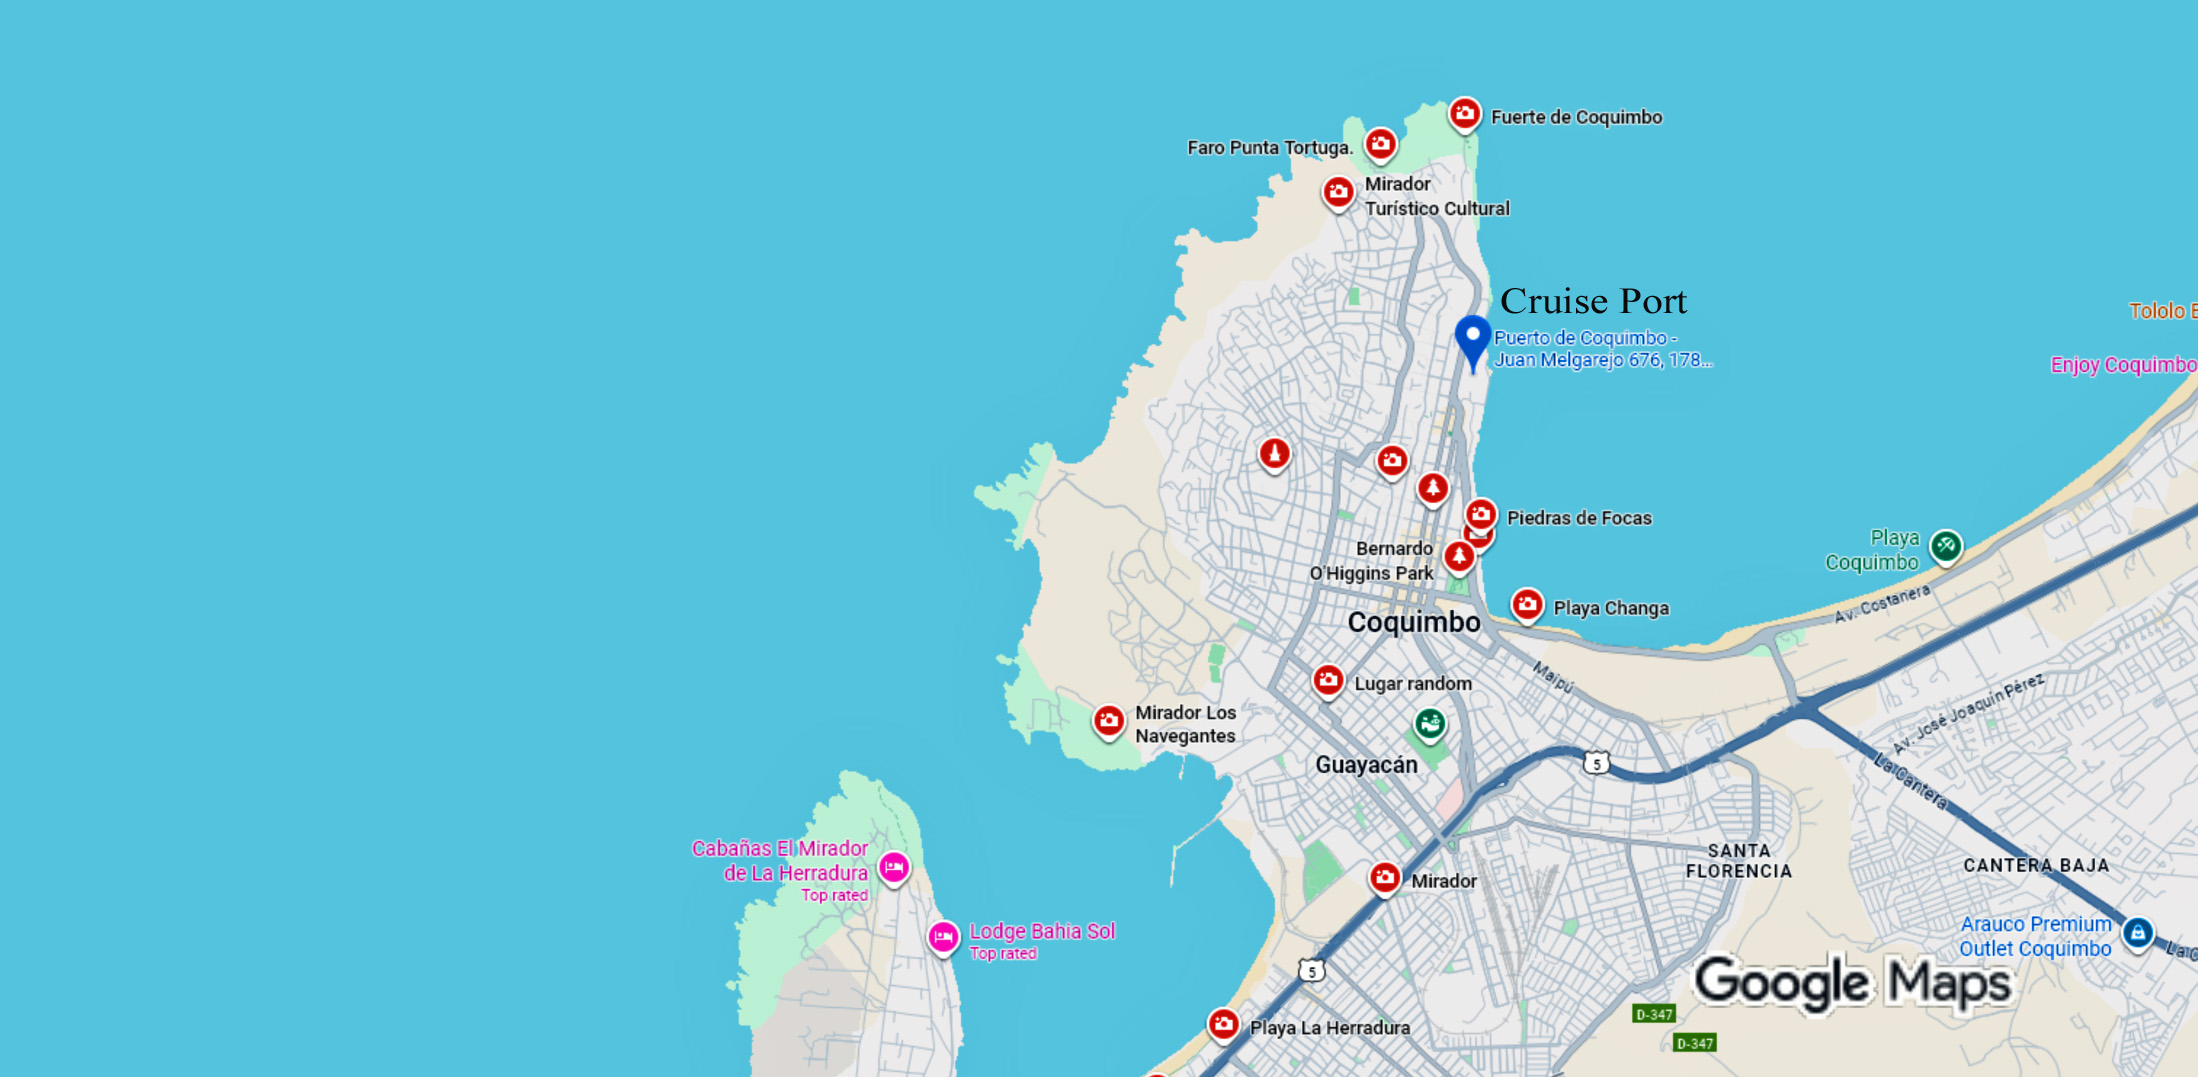 Fuerte de Coquimbo
Faro Punta Tortuga.
Mirador
Turístico Cultural
Cruise Port
Puerto de Coquimbo -
Juan Melgarejo 676, 178...
Tololo
Enjoy Coquimbo
Piedras de Focas
Bernardo
O'Higgins Park
Playa
Coquimbo
Av. Costanera
Playa Changa
Coquimbo
Maipú
Lugar random
Av. José Joaquín Pérez
Mirador Los
Navegantes
Guayacán
5
La Cantera
Cabañas El Mirador
de La Herradura
Top rated
SANTA
FLORENCIA
CANTERA BAJA
Mirador
Lodge Bahia Sol
Top rated
Arauco Premium
Outlet Coquimbo
La C
5
Google Maps
D-347
Playa La Herradura
D-347